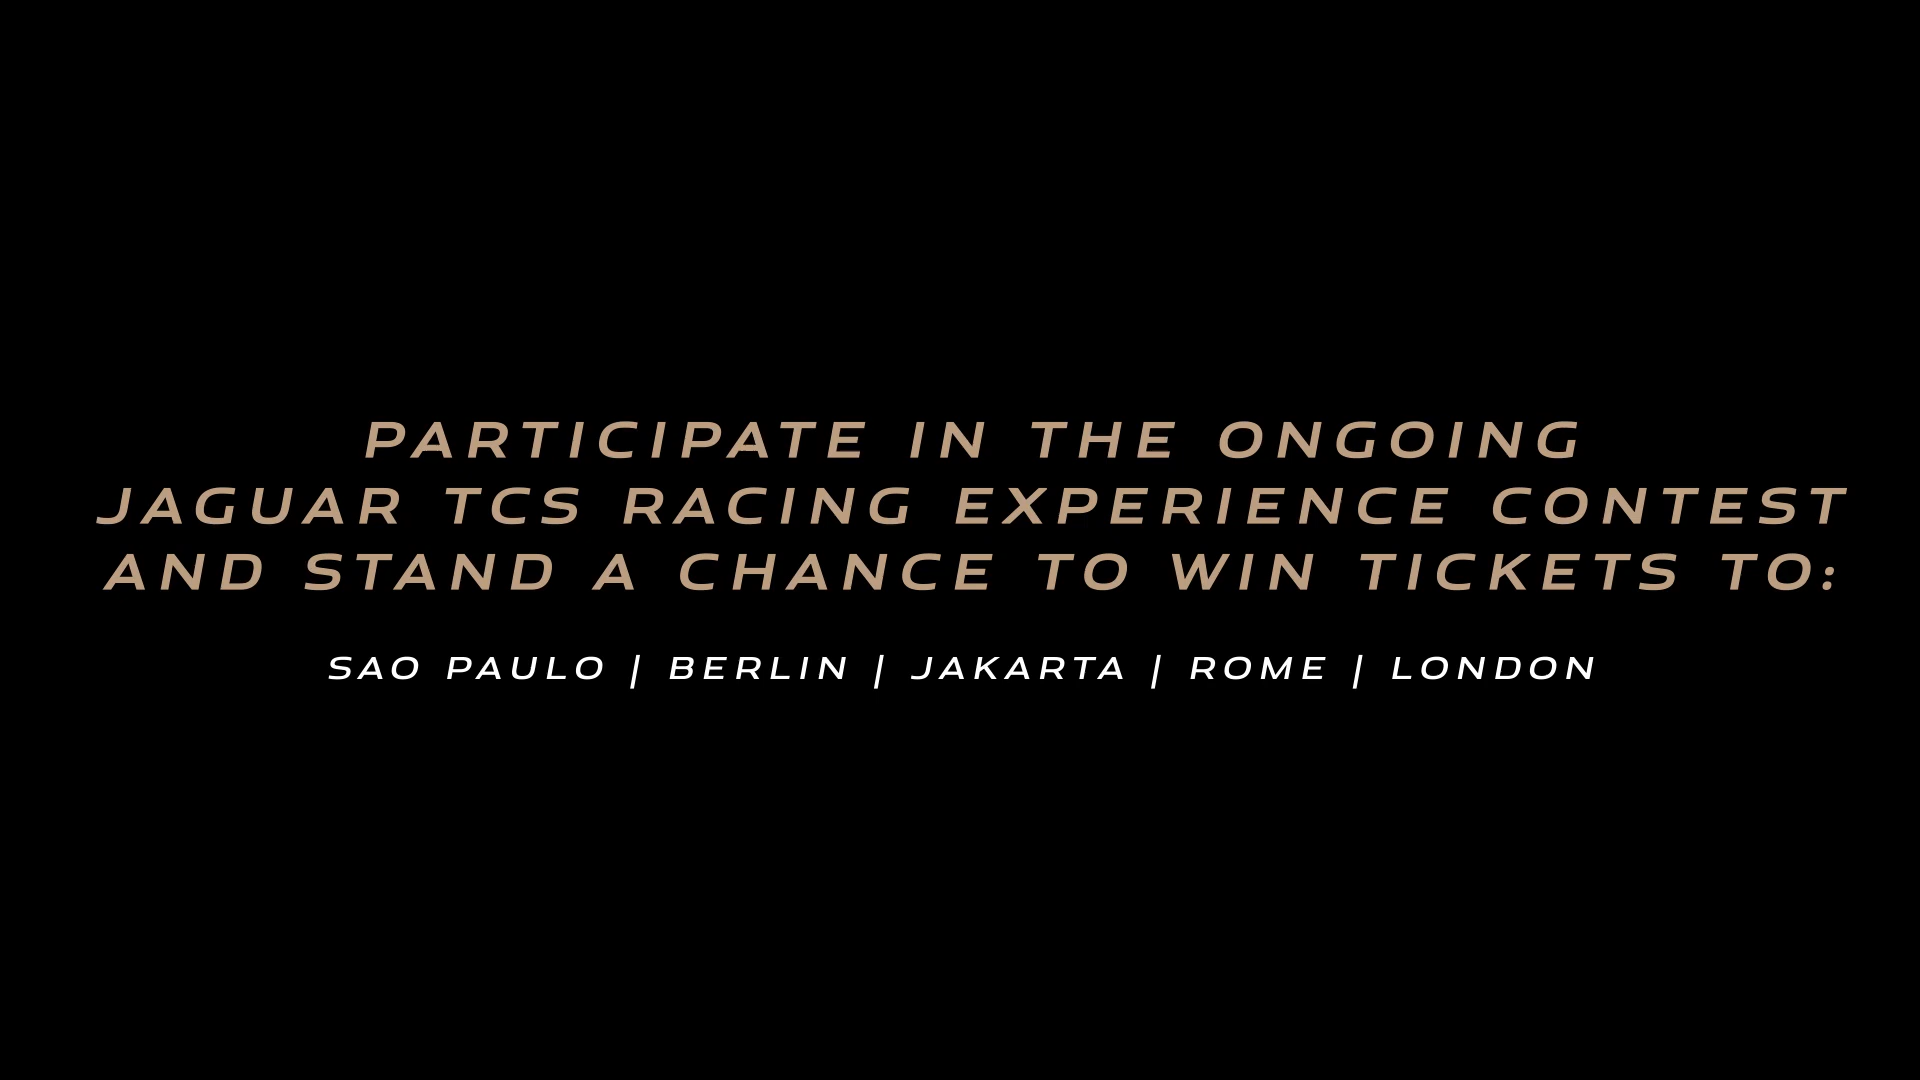 PARTICIPATE IN THE ONGOING
JAGUAR TCS RACING EXPERIENCE CONTEST
AND STAND A CHANCE TO WIN TICKETS TO:
SAO PAULO | BERLIN | JAKARTA | ROME | LONDON